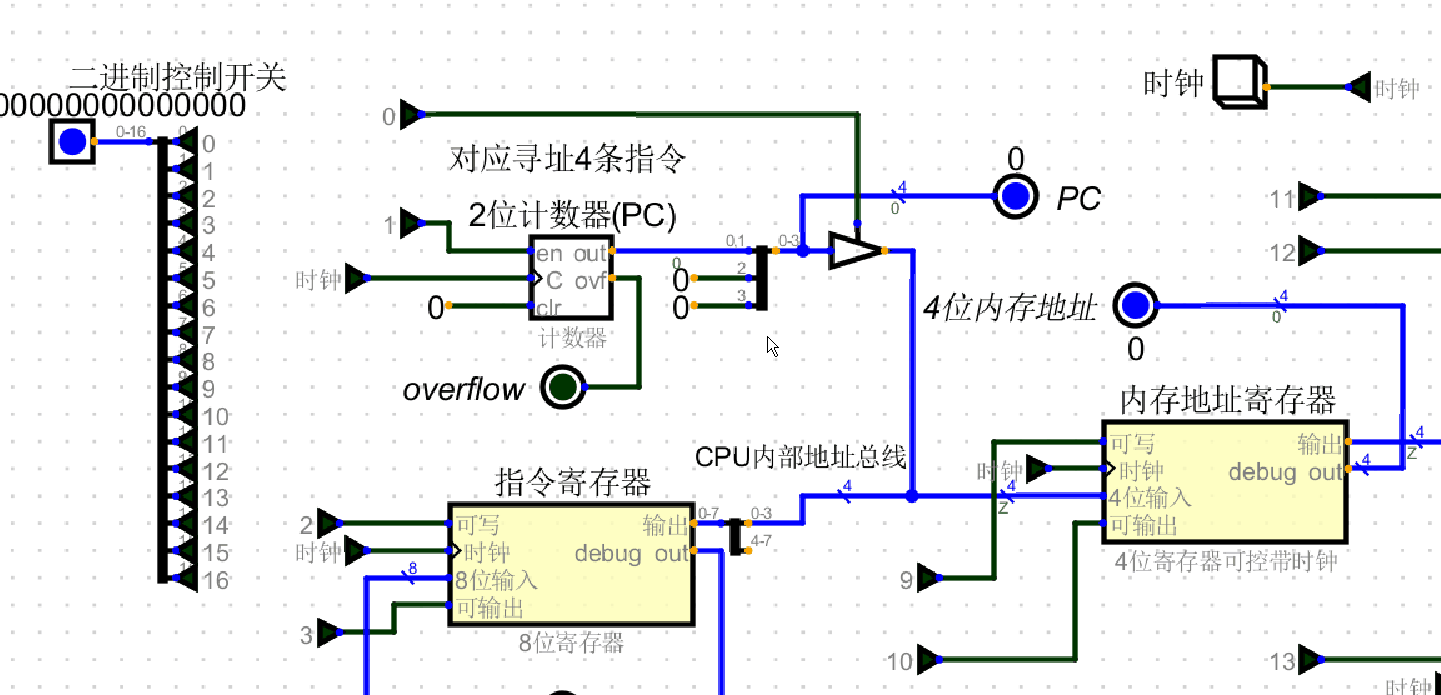 二进制控制开关
00000000000000
0-16
0
1
2
3
4
5
6
7
8
9
10
11
12
13
14
15
16
0
对应寻址4条指令
2位计数器(PC)
1
时钟
0
en out
C ovf
clr
计数器
overflow
0,1
2
3
0-3
0
0
0
4
0
0
PC
时钟
时钟
11
12
4位内存地址
0
4
0
内存地址寄存器
可写
时钟
4位输入
可输出
输出
debug out
4位寄存器可控带时钟
时钟
4
z
4
z
4
9
10
CPU内部地址总线
4
指令寄存器
2
时钟
8
3
可写
时钟
8位输入
可输出
输出
debug out
8位寄存器
0-7
0-3
4-7
13
时钟